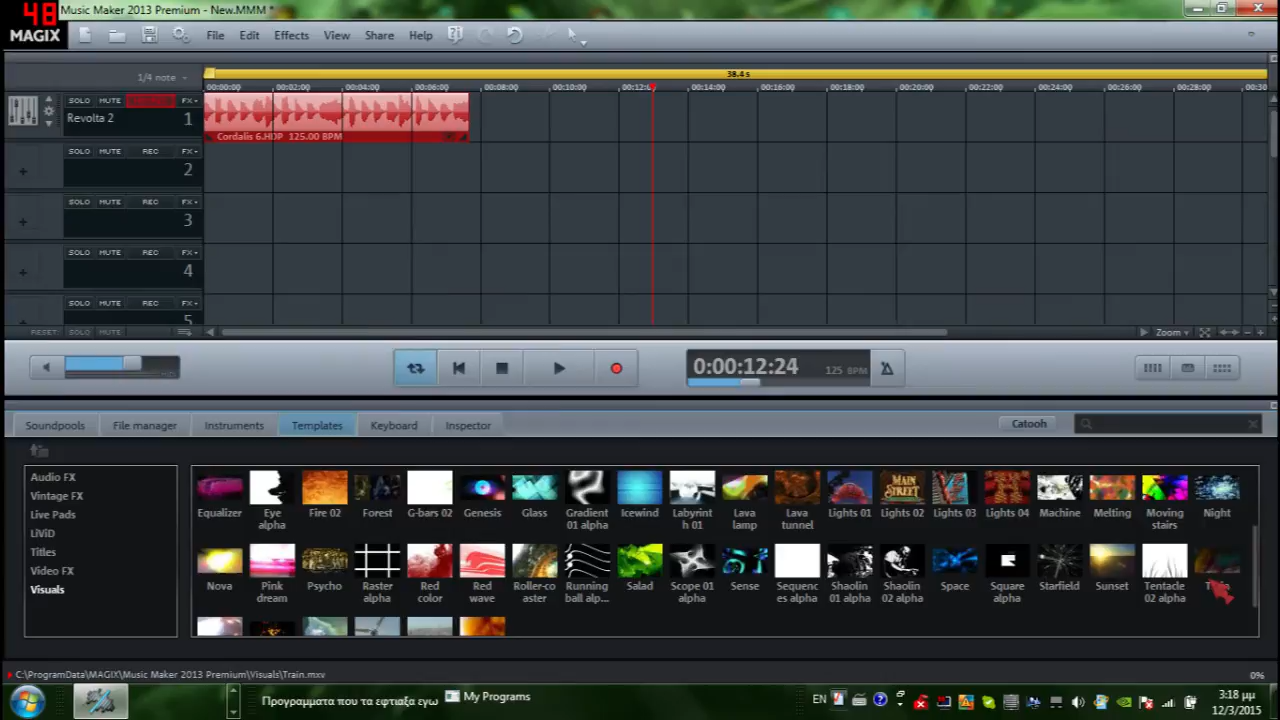 48
Music Maker 2013 Premium - New.MMM *
MAGIX
File Edit Effects View Share Help
1/4 note
38.4 s
00:00:00 00:02:00 00:04:00 00:06:00 00:08:00 00:10:00 00:14:00 00:16:00 00:18:00 00:20:00 00:22:00 00:24:00 00:26:00 00:28:00
SOLO MUTE FX
Revolta 2 1
Cordalis 6.HDP 125.00 BPM
SOLO MUTE REC FX
2
SOLO MUTE REC FX
3
SOLO MUTE REC FX
4
SOLO MUTE REC FX
5
RESET: SOLO MUTE
Zoom
0:00:12:24 125 BPM
Soundpools File manager Instruments Templates Keyboard Inspector
Catooh
Audio FX
Vintage FX
Live Pads
LiViD
Titles
Video FX
Visuals
Equalizer Eye alpha Fire 02 Forest G-bars 02 Genesis Glass Gradient 01 alpha Icewind Labyrint h 01 Lava lamp Lava tunnel Lights 01 Lights 02 Lights 03 Lights 04 Machine Melting Moving stairs Night
MAIN STREET
Nova Pink dream Psycho Raster alpha Red color Red wave Roller-co aster Running ball alp... Salad Scope 01 alpha Sense Sequenc es alpha Shaolin 01 alpha Shaolin 02 alpha Space Square alpha Starfield Sunset Tentacle 02 alpha Train
C:\ProgramData\MAGIX\Music Maker 2013 Premium\Visuals\Train.mxv
0%
Προγραμματα που τα εφτιαξα εγω
My Programs
EN
3:18 μμ
12/3/2015